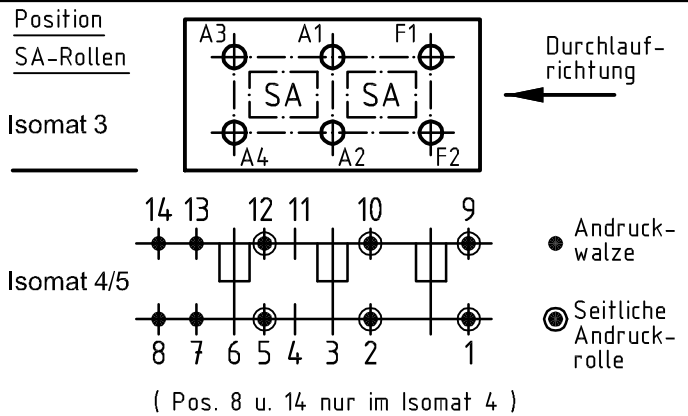 Position
SA-Rollen
Isomat 3
A3 A1 F1
SA SA
A4 A2 F2
Durchlauf-
richtung
14 13 12 11 10 9
Isomat 4/5
8 7 6 5 4 3 2 1
Andruck-
walze
Seitliche
Andruck-
rolle
( Pos. 8 u. 14 nur im Isomat 4 )